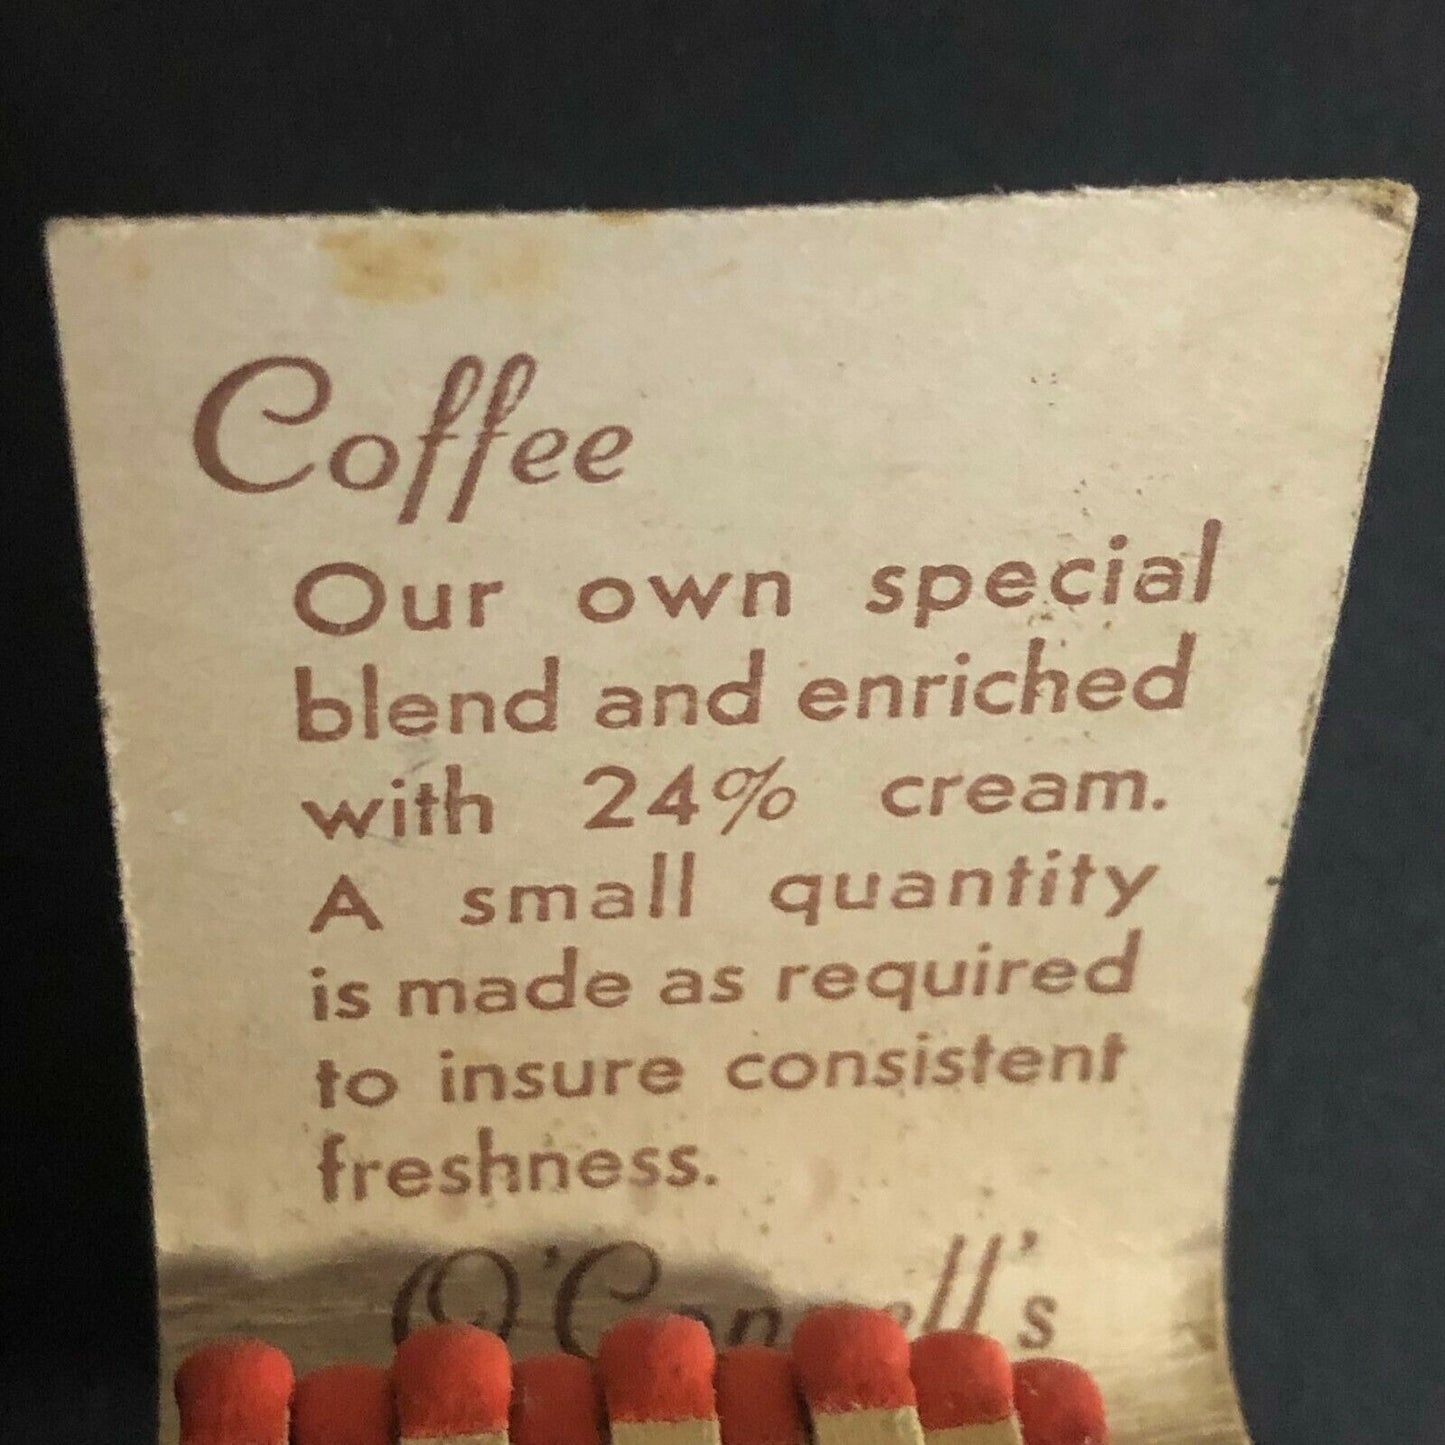 Coffee
Our own special
blend and enriched
with 24% cream.
A small quantity
is made as required
to insure consistent
freshness.
O'Connell's